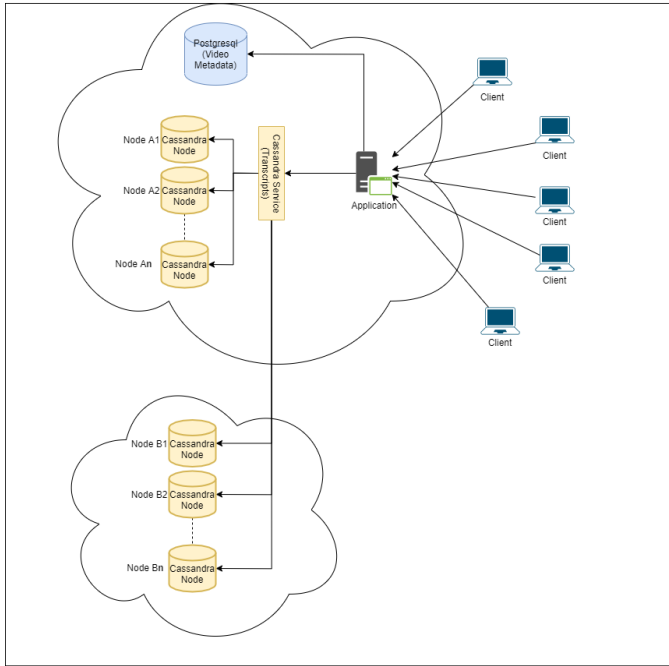 Postgresql
(Video
Metadata)
Client
Node A1
Cassandra
Node
Cassandra Service
(Transcripts)
Client
Node A2
Cassandra
Node
Application
Client
Node An
Cassandra
Node
Client
Client
Node B1
Cassandra
Node
Node B2
Cassandra
Node
Node Bn
Cassandra
Node